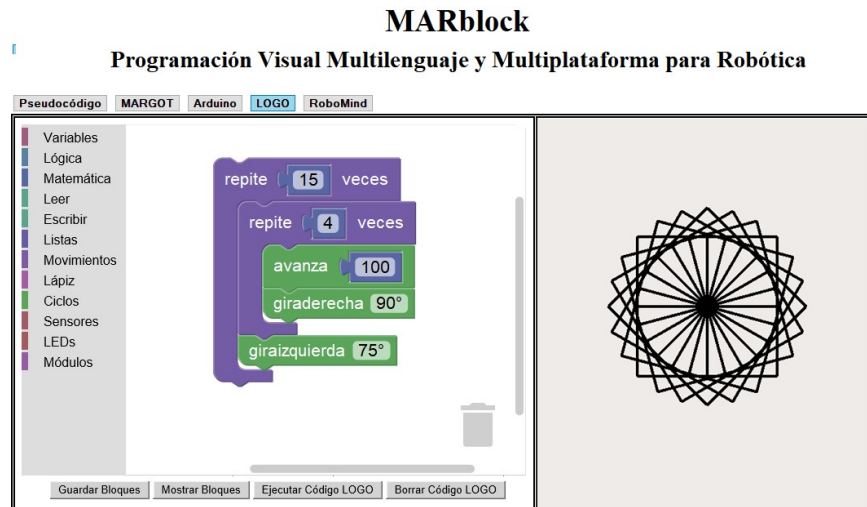 MARblock
Programación Visual Multilenguaje y Multiplataforma para Robótica
Pseudocódigo MARGOT Arduino LOGO RoboMind
Variables
Lógica
Matemática
Leer
Escribir
Listas
Movimientos
Lápiz
Ciclos
Sensores
LEDs
Módulos
repite 15 veces
repite 4 veces
avanza 100
giraderecha 90°
giraizquierda 75°
Guardar Bloques Mostrar Bloques Ejecutar Código LOGO Borrar Código LOGO